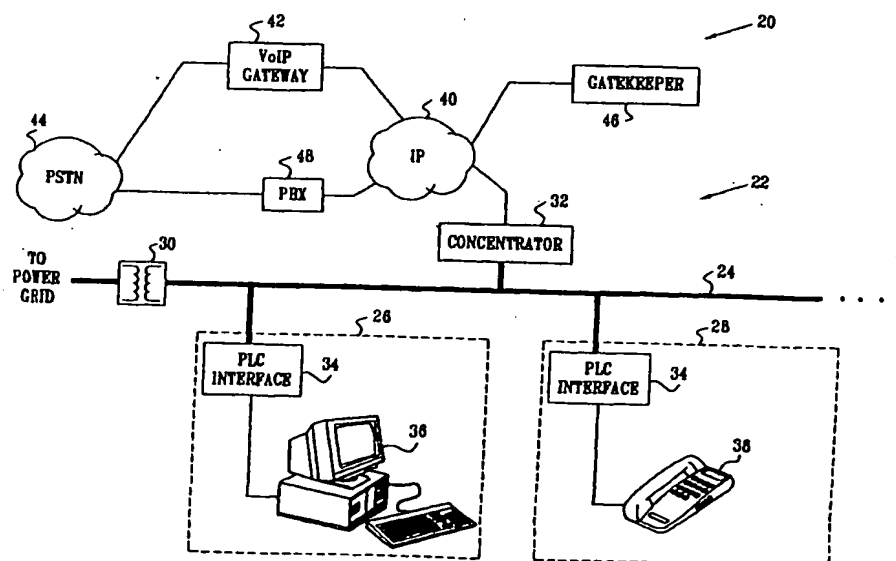 42
VoIP
GATEWAY
20
40
GATEKEEPER
46
44
PSTN
48
PBX
IP
22
32
CONCENTRATOR
30
TO
POWER
GRID
24
26
28
PLC
INTERFACE
34
PLC
INTERFACE
34
36
38